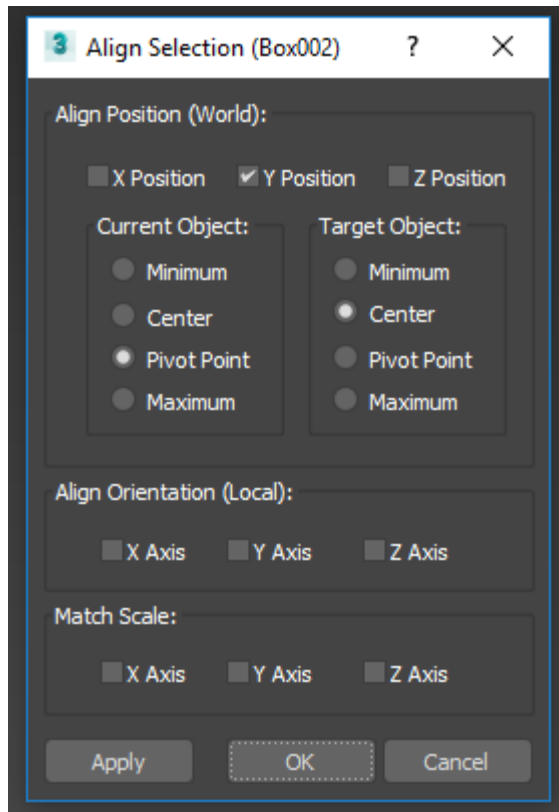 3 Align Selection (Box002) ? ×
Align Position (World):
X Position Y Position Z Position
Current Object: Target Object:
Minimum Minimum
Center Center
Pivot Point Pivot Point
Maximum Maximum
Align Orientation (Local):
X Axis Y Axis Z Axis
Match Scale:
X Axis Y Axis Z Axis
Apply OK Cancel